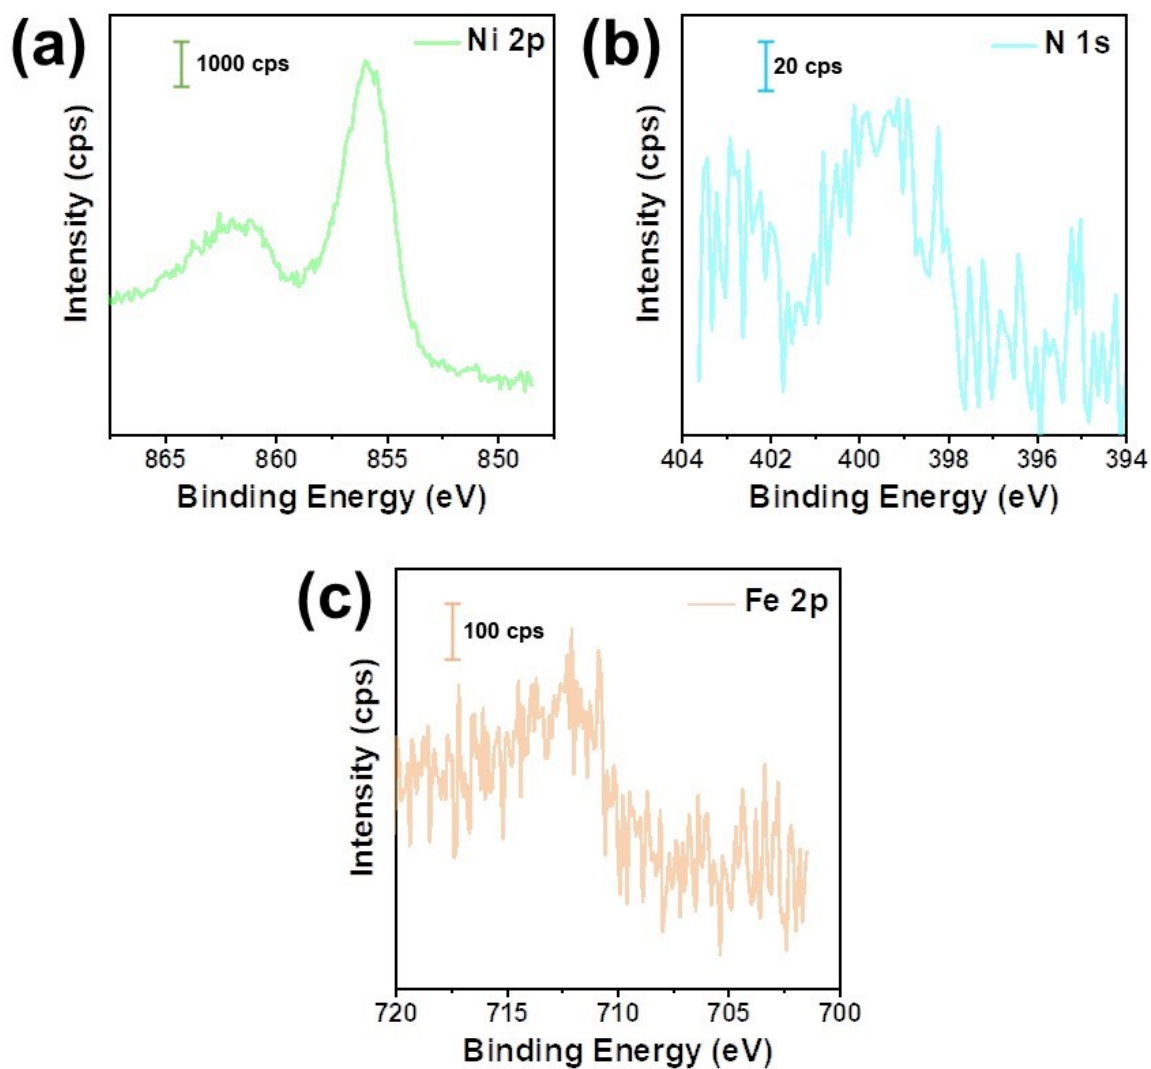 (a)
Ni 2p
1000 cps
Intensity (cps)
865 860 855 850
Binding Energy (eV)
(b)
N 1s
20 cps
Intensity (cps)
404 402 400 398 396 394
Binding Energy (eV)
(c)
Fe 2p
100 cps
Intensity (cps)
720 715 710 705 700
Binding Energy (eV)